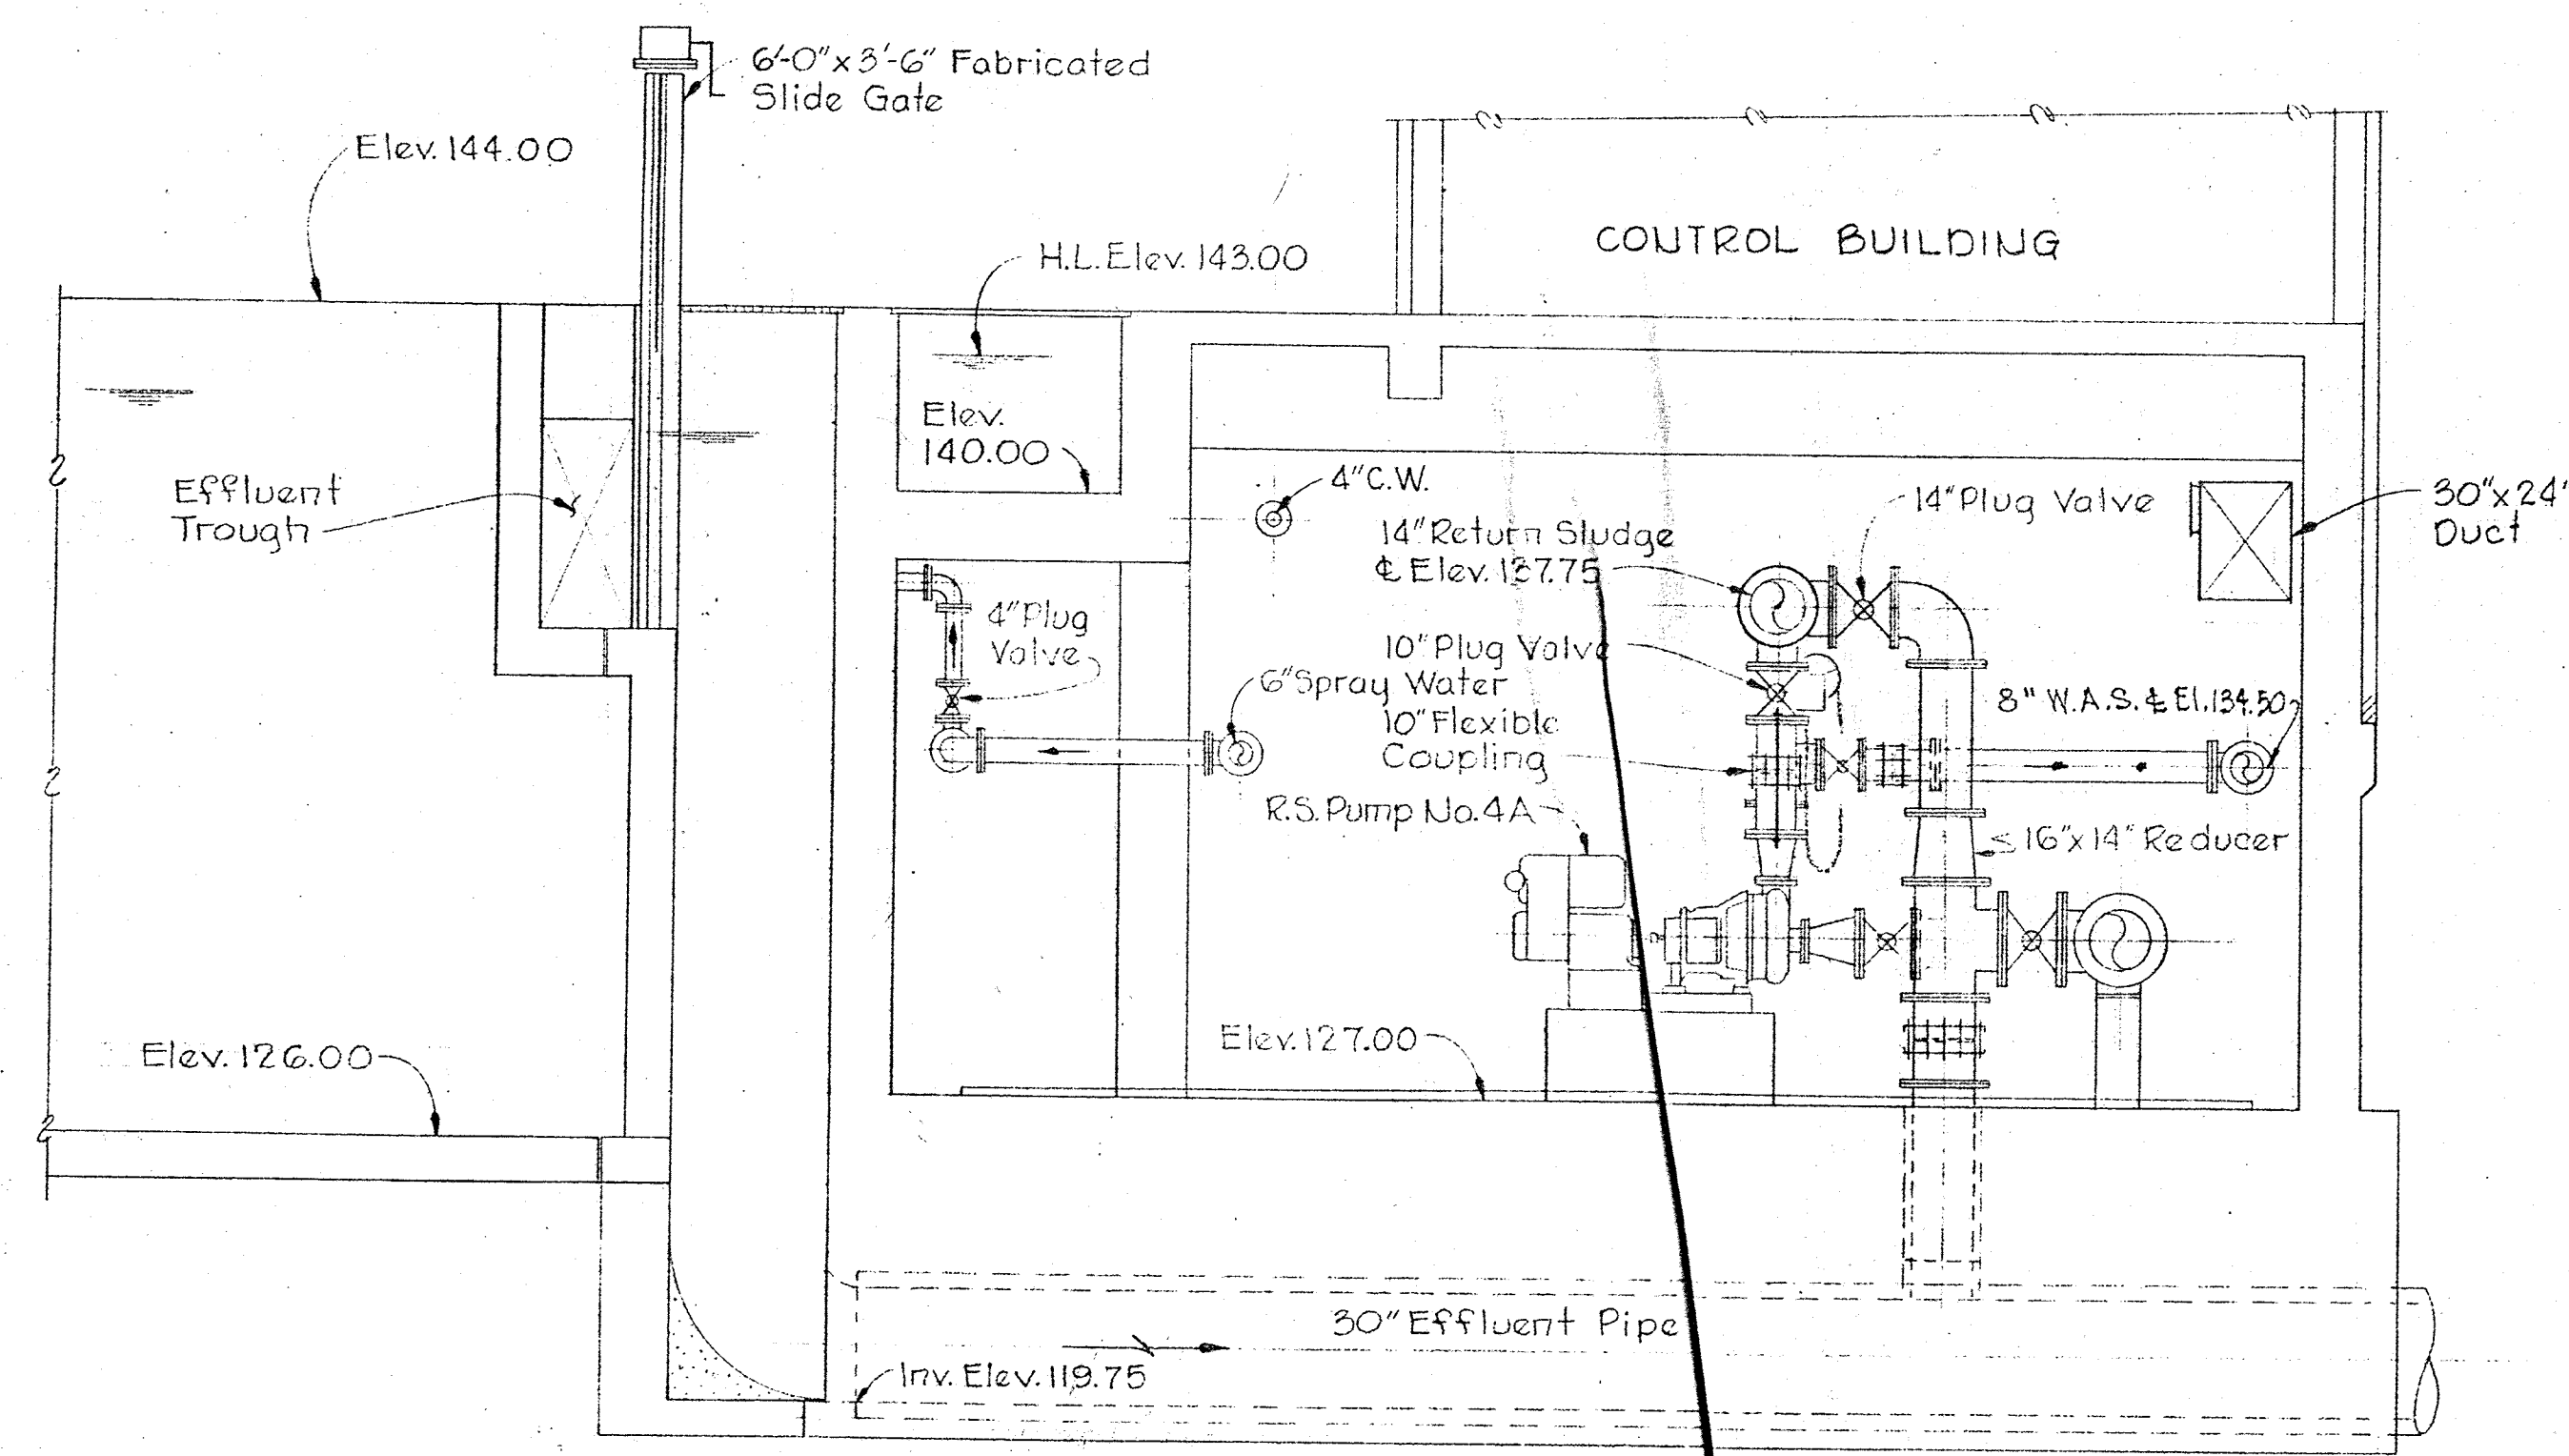 6'-0" x 3'-6" Fabricated
Slide Gate
Elev. 144.00
H.L. Elev. 143.00
CONTROL BUILDING
Elev.
140.00
Effluent
Trough
4" C.W.
14" Return Sludge
℄ Elev. 137.75
14" Plug Valve
30" x 24"
Duct
4" Plug
Valve
10" Plug Valve
6" Spray Water
10" Flexible
Coupling
8" W.A.S. ℄ El. 134.50
R.S. Pump No. 4A
16" x 14" Reducer
Elev. 127.00
Elev. 126.00
30" Effluent Pipe
Inv. Elev. 119.75